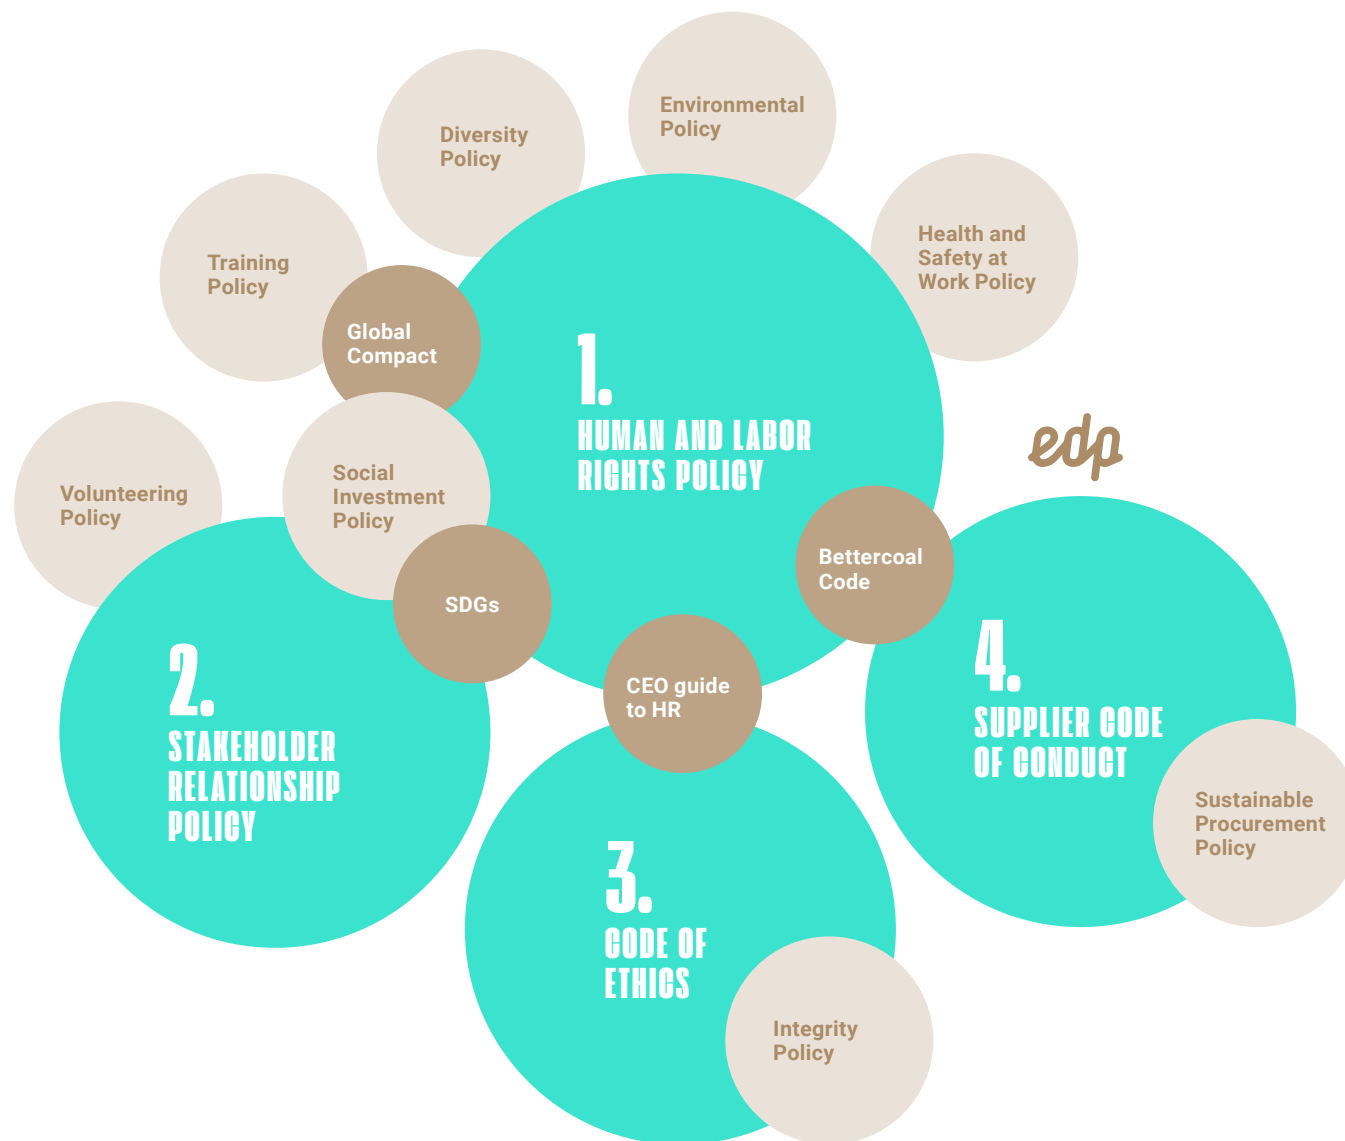 Environmental
Policy
Diversity
Policy
Health and
Safety at
Work Policy
Training
Policy
Global
Compact
1.
HUMAN AND LABOR
RIGHTS POLICY
edp
Social
Investment
Policy
Volunteering
Policy
Bettercoal
Code
SDGs
2.
STAKEHOLDER
RELATIONSHIP
POLICY
CEO guide
to HR
4.
SUPPLIER CODE
OF CONDUCT
Sustainable
Procurement
Policy
3.
CODE OF
ETHICS
Integrity
Policy